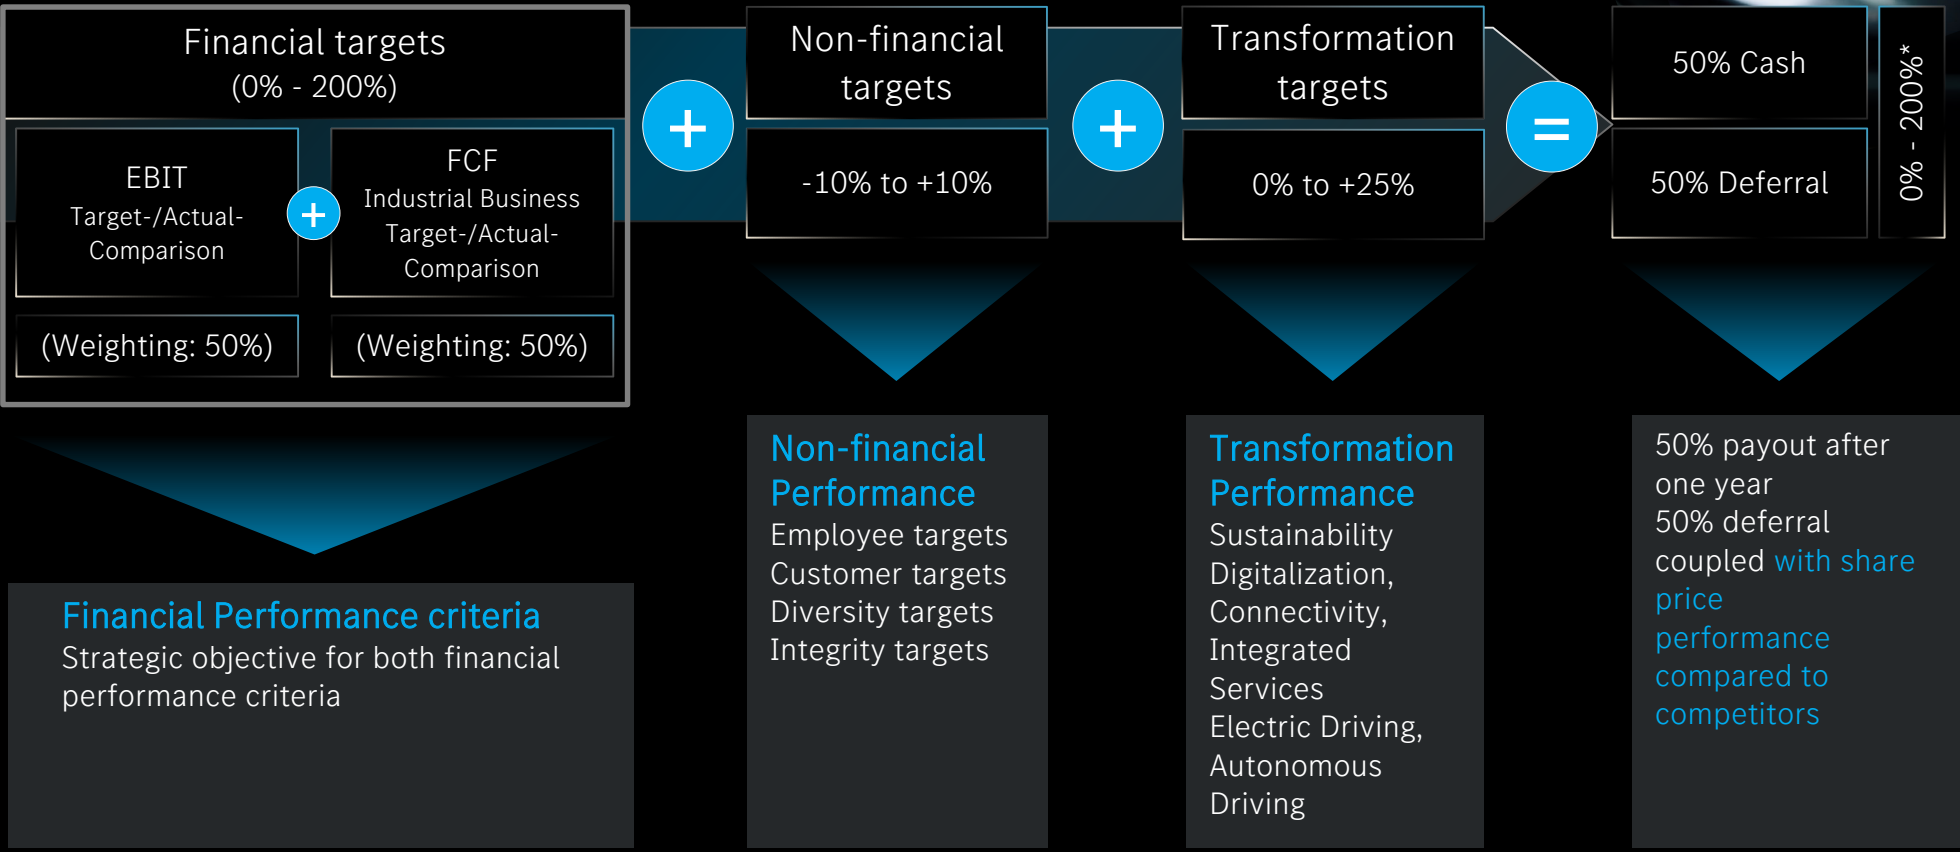 Financial targets
(0% - 200%)
EBIT
Target-/Actual-
Comparison
+
FCF
Industrial Business
Target-/Actual-
Comparison
(Weighting: 50%)
(Weighting: 50%)
+
Non-financial
targets
-10% to +10%
+
Transformation
targets
0% to +25%
=
50% Cash
50% Deferral
0% - 200%*
Financial Performance criteria
Strategic objective for both financial
performance criteria
Non-financial
Performance
Employee targets
Customer targets
Diversity targets
Integrity targets
Transformation
Performance
Sustainability
Digitalization,
Connectivity,
Integrated
Services
Electric Driving,
Autonomous
Driving
50% payout after
one year
50% deferral
coupled with share
price
performance
compared to
competitors